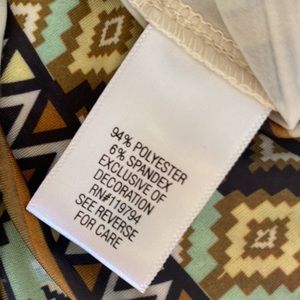 94% POLYESTER
6% SPANDEX
EXCLUSIVE OF
DECORATION
RN#119794
SEE REVERSE
FOR CARE